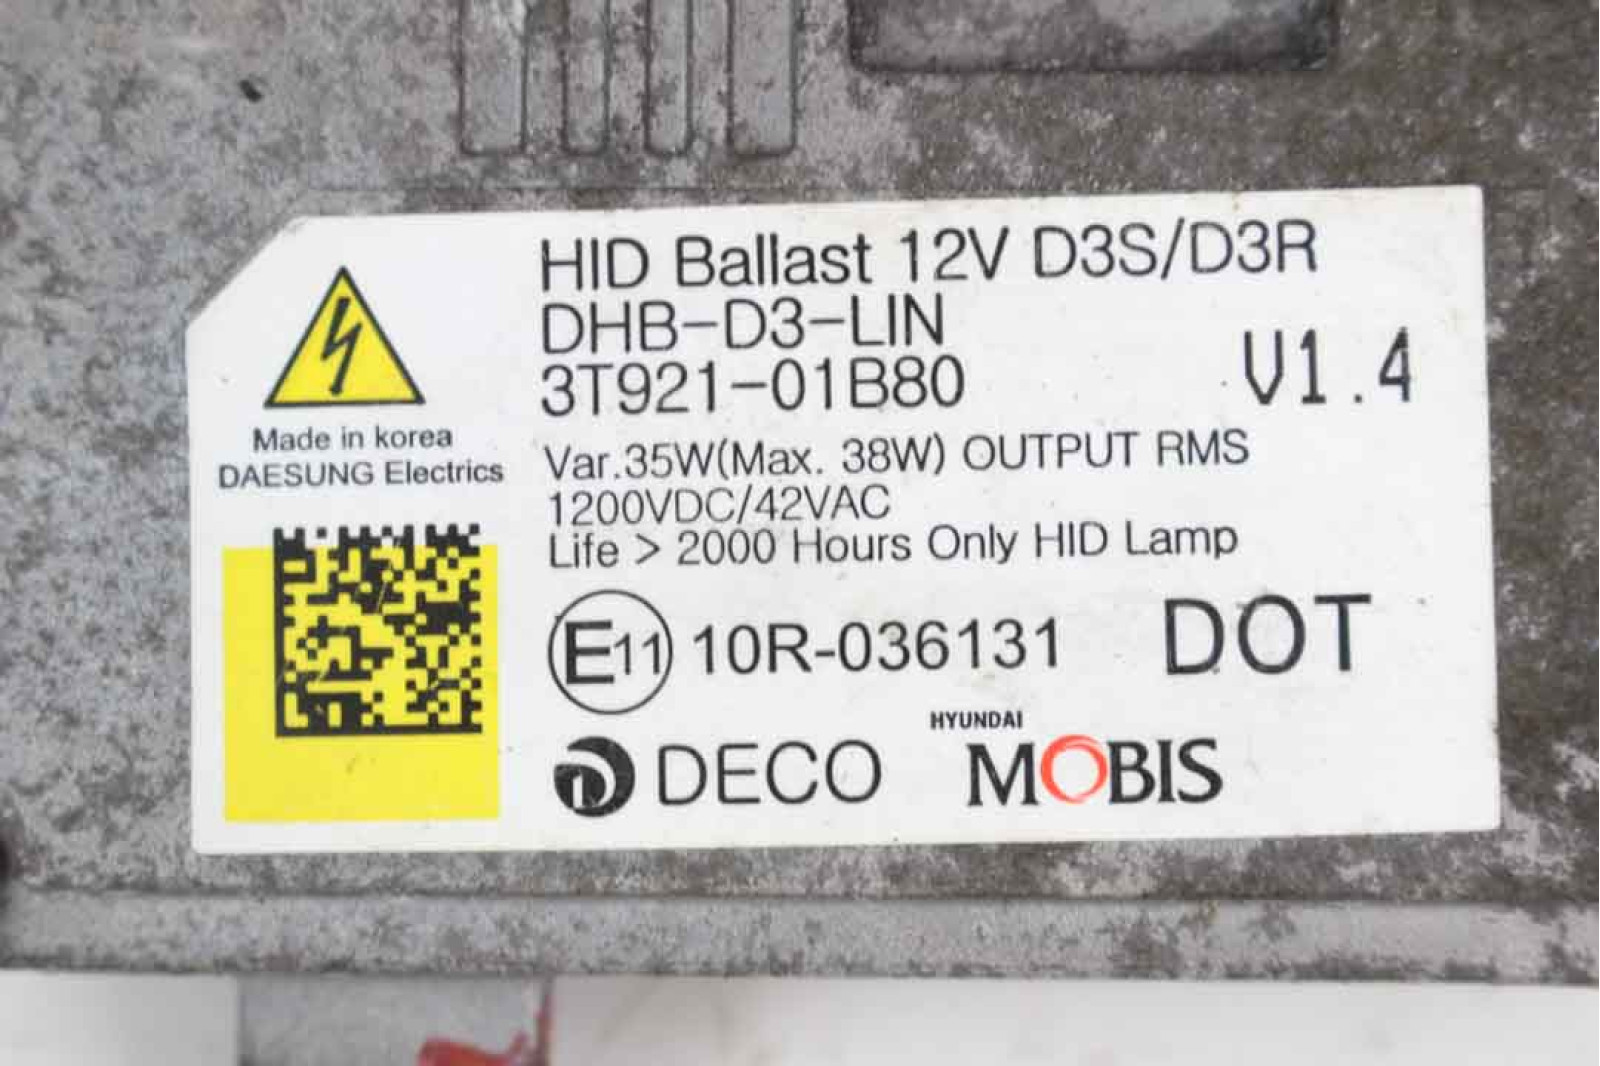 HID Ballast 12V D3S/D3R
DHB-D3-LIN
3T921-01B80
V1.4
Made in korea
DAESUNG Electrics
Var.35W(Max. 38W) OUTPUT RMS
1200VDC/42VAC
Life > 2000 Hours Only HID Lamp
E11 10R-036131 DOT
DECO
HYUNDAI
MOBIS